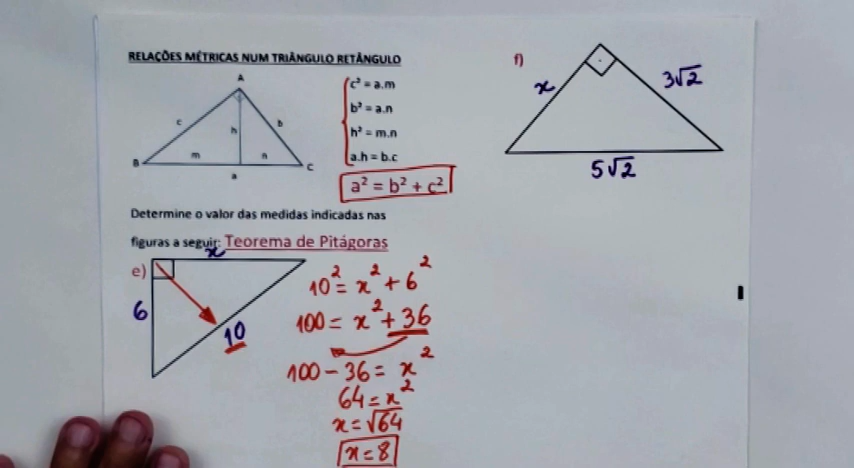 RELAÇÕES MÉTRICAS NUM TRIÂNGULO RETÂNGULO
A
c
h
b
B
m
n
C
a
c² = a.m
b² = a.n
h² = m.n
a.h = b.c
a² = b² + c²
Determine o valor das medidas indicadas nas
figuras a seguir: Teorema de Pitágoras
e)
x
6
10
10² = x² + 6²
100 = x² + 36
100 - 36 = x²
64 = x²
x = √64
x = 8
f)
x
3√2
5√2